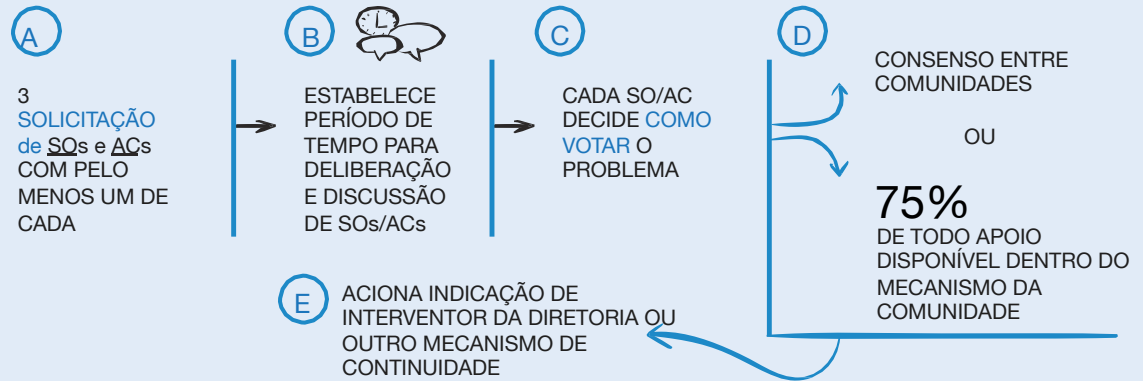 A
3
SOLICITAÇÃO
de SOs e ACs
COM PELO
MENOS UM DE
CADA
B
ESTABELECE
PERÍODO DE
TEMPO PARA
DELIBERAÇÃO
E DISCUSSÃO
DE SOs/ACs
C
CADA SO/AC
DECIDE COMO
VOTAR O
PROBLEMA
D
CONSENSO ENTRE
COMUNIDADES
OU
75%
DE TODO APOIO
DISPONÍVEL DENTRO DO
MECANISMO DA
COMUNIDADE
E
ACIONA INDICAÇÃO DE
INTERVENTOR DA DIRETORIA OU
OUTRO MECANISMO DE
CONTINUIDADE